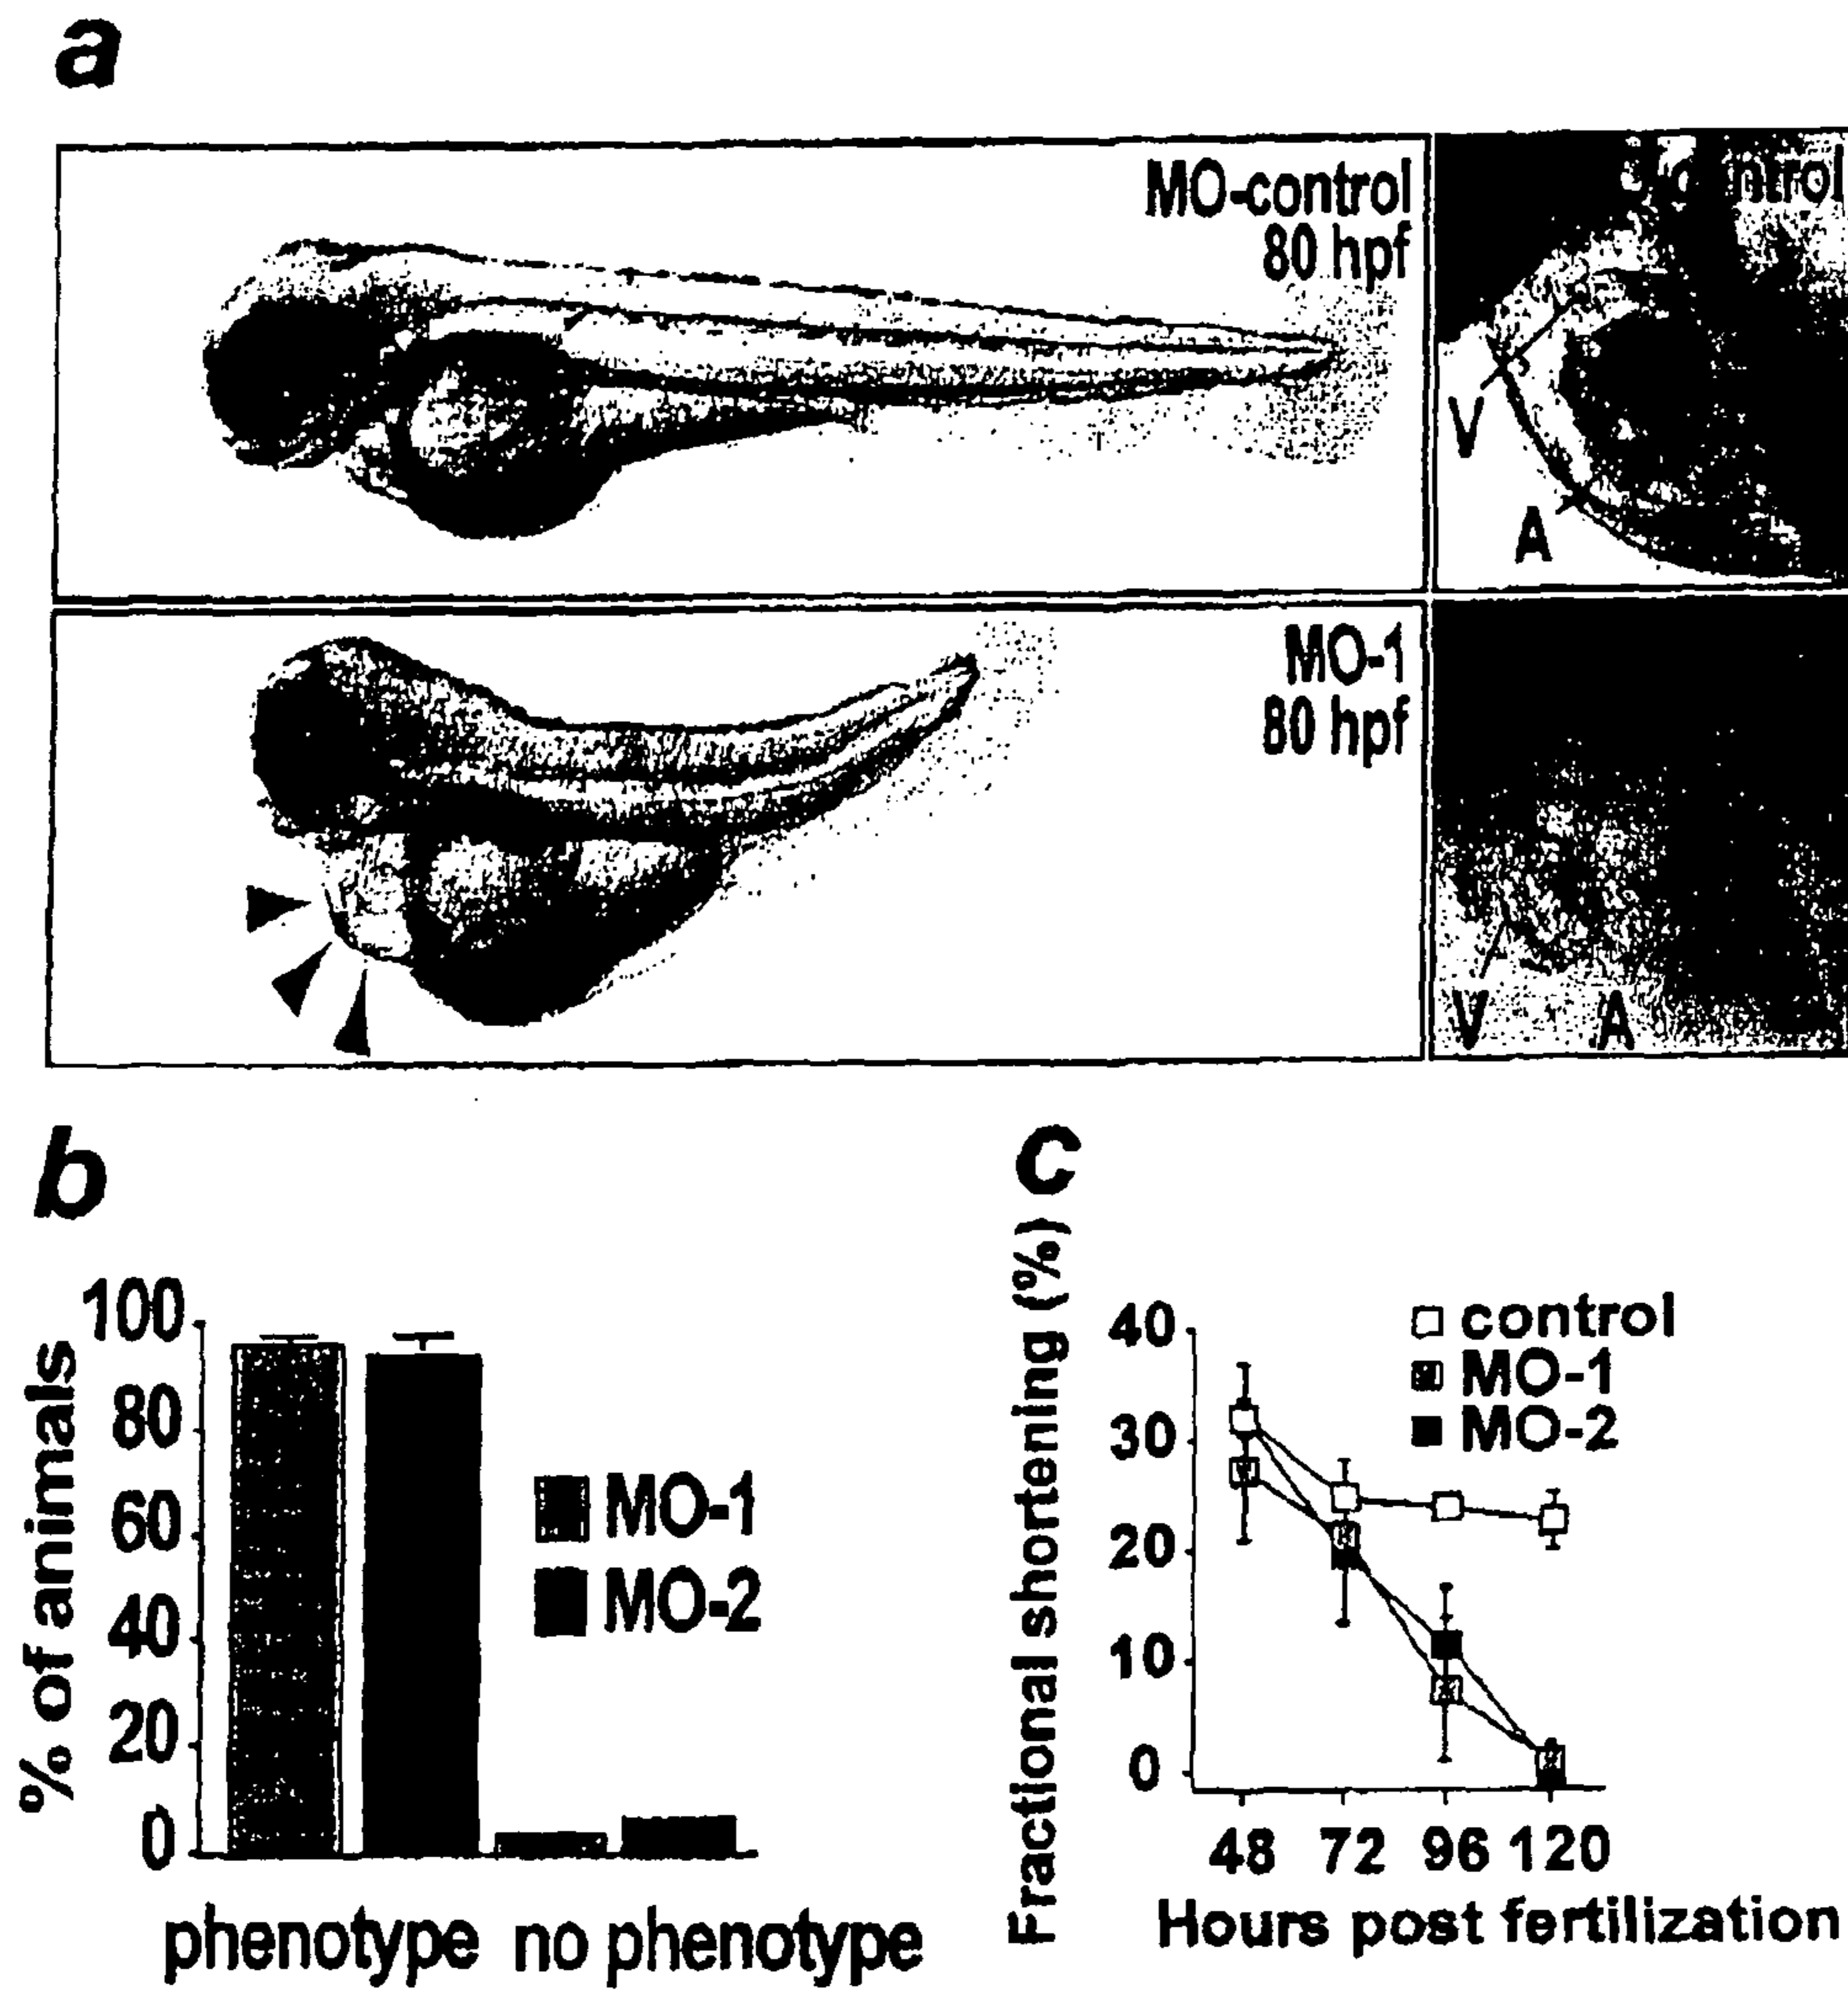 a
MO-control
80 hpf
V
A
MO-1
80 hpf
V
A
b
100
80
60
40
20
0
% of animals
MO-1
MO-2
phenotype no phenotype
c
40
30
20
10
0
Fractional shortening (%)
control
MO-1
MO-2
48 72 96 120
Hours post fertilization